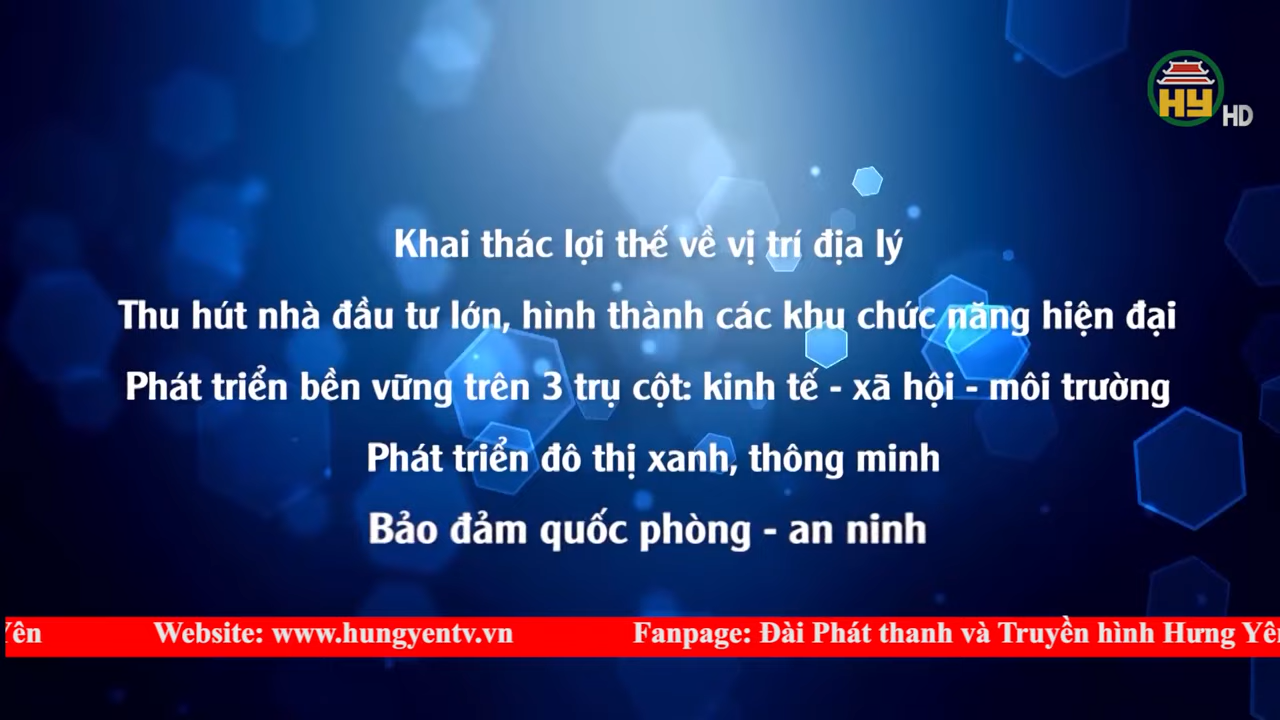 HY HD
Khai thác lợi thế về vị trí địa lý
Thu hút nhà đầu tư lớn, hình thành các khu chức năng hiện đại
Phát triển bền vững trên 3 trụ cột: kinh tế - xã hội - môi trường
Phát triển đô thị xanh, thông minh
Bảo đảm quốc phòng - an ninh
Yên Website: www.hungyentv.vn Fanpage: Đài Phát thanh và Truyền hình Hưng Yên